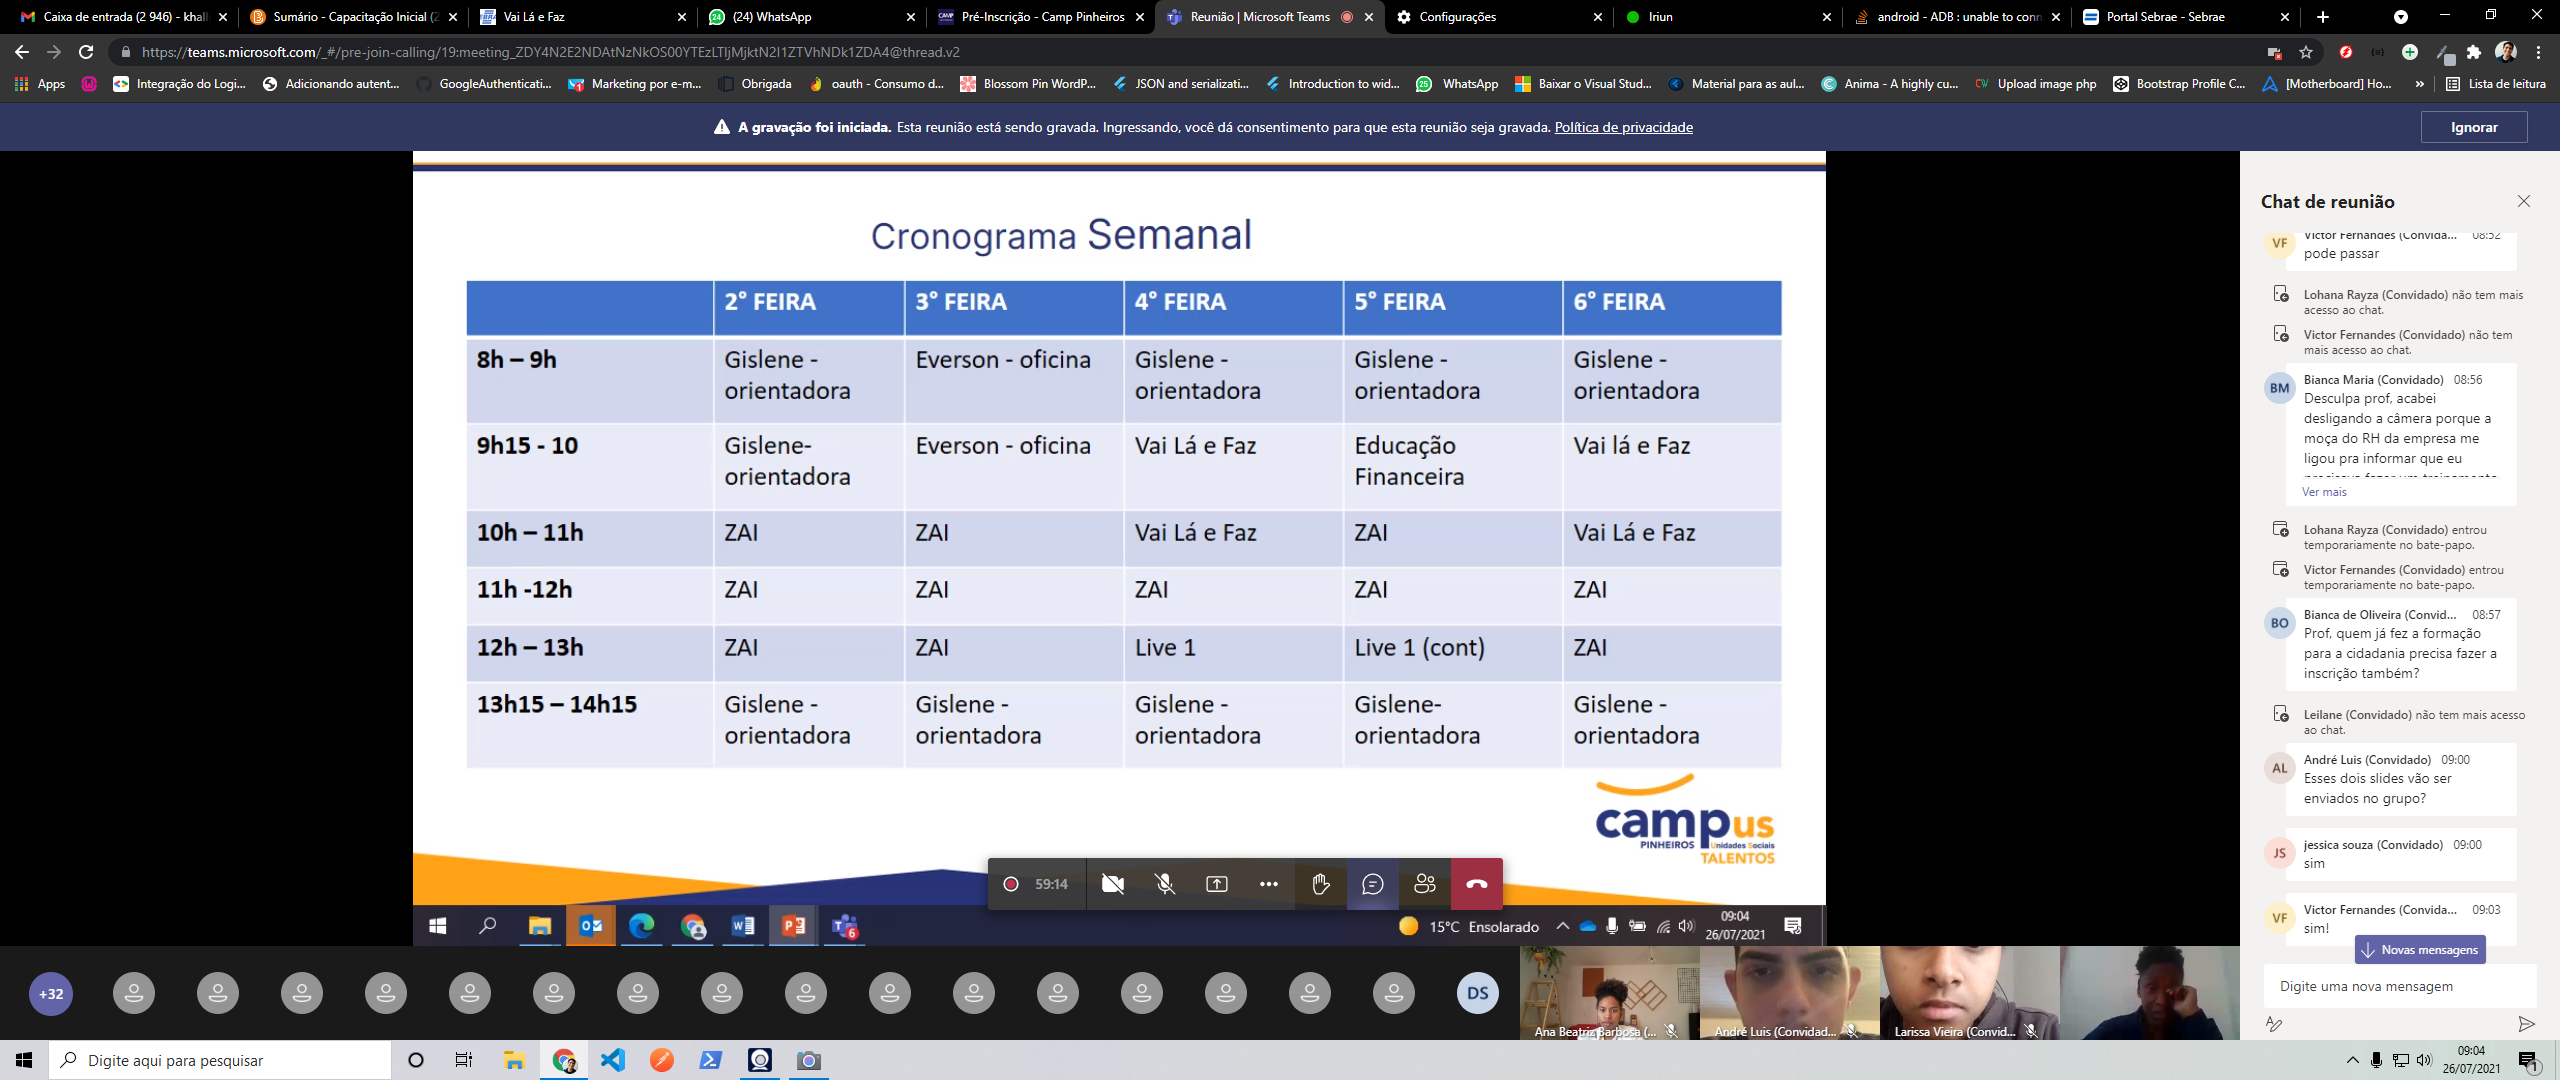 Caixa de entrada (2 946) - khal
Sumário - Capacitação Inicial (2
Vai Lá e Faz
(24) WhatsApp
Pré-Inscrição - Camp Pinheiros
Reunião | Microsoft Teams
Configurações
Iriun
android - ADB : unable to conn
Portal Sebrae - Sebrae
https://teams.microsoft.com/_#/pre-join-calling/19:meeting_ZDY4N2E2NDAtNzNkOS00YTEzLTljMjktN2I1ZTVhNDk1ZDA4@thread.v2
Apps
Integração do Logi...
Adicionando autent...
GoogleAuthenticati...
Marketing por e-m...
Obrigada
oauth - Consumo d...
Blossom Pin WordP...
JSON and serializati...
Introduction to wid...
WhatsApp
Baixar o Visual Stud...
Material para as aul...
Anima - A highly cu...
Upload image php
Bootstrap Profile C...
[Motherboard] Ho...
»
Lista de leitura
A gravação foi iniciada. Esta reunião está sendo gravada. Ingressando, você dá consentimento para que esta reunião seja gravada. Política de privacidade
Ignorar
Cronograma Semanal
2° FEIRA 3° FEIRA 4° FEIRA 5° FEIRA 6° FEIRA
8h – 9h
Gislene - orientadora
Everson - oficina
Gislene - orientadora
Gislene - orientadora
Gislene - orientadora
9h15 - 10
Gislene- orientadora
Everson - oficina
Vai Lá e Faz
Educação Financeira
Vai lá e Faz
10h – 11h
ZAI
ZAI
Vai Lá e Faz
ZAI
Vai Lá e Faz
11h -12h
ZAI
ZAI
ZAI
ZAI
ZAI
12h – 13h
ZAI
ZAI
Live 1
Live 1 (cont)
ZAI
13h15 – 14h15
Gislene - orientadora
Gislene - orientadora
Gislene - orientadora
Gislene- orientadora
Gislene - orientadora
campus
PINHEIROS Unidades Sociais
TALENTOS
59:14
15°C Ensolarado
09:04
26/07/2021
Chat de reunião
Victor Fernandes (Convida... 08:52
pode passar
Lohana Rayza (Convidado) não tem mais
acesso ao chat.
Victor Fernandes (Convidado) não tem
mais acesso ao chat.
BM
Bianca Maria (Convidado) 08:56
Desculpa prof, acabei
desligando a câmera porque a
moça do RH da empresa me
ligou pra informar que eu
precisava fazer um treinamento
Ver mais
Lohana Rayza (Convidado) entrou
temporariamente no bate-papo.
Victor Fernandes (Convidado) entrou
temporariamente no bate-papo.
BO
Bianca de Oliveira (Convid... 08:57
Prof, quem já fez a formação
para a cidadania precisa fazer a
inscrição também?
Leilane (Convidado) não tem mais acesso
ao chat.
AL
André Luis (Convidado) 09:00
Esses dois slides vão ser
enviados no grupo?
JS
jessica souza (Convidado) 09:00
sim
VF
Victor Fernandes (Convida... 09:03
sim!
Novas mensagens
Digite uma nova mensagem
VF
+32
DS
Ana Beatriz Barbosa (...
André Luis (Convidad...
Larissa Vieira (Convid...
Digite aqui para pesquisar
09:04
26/07/2021